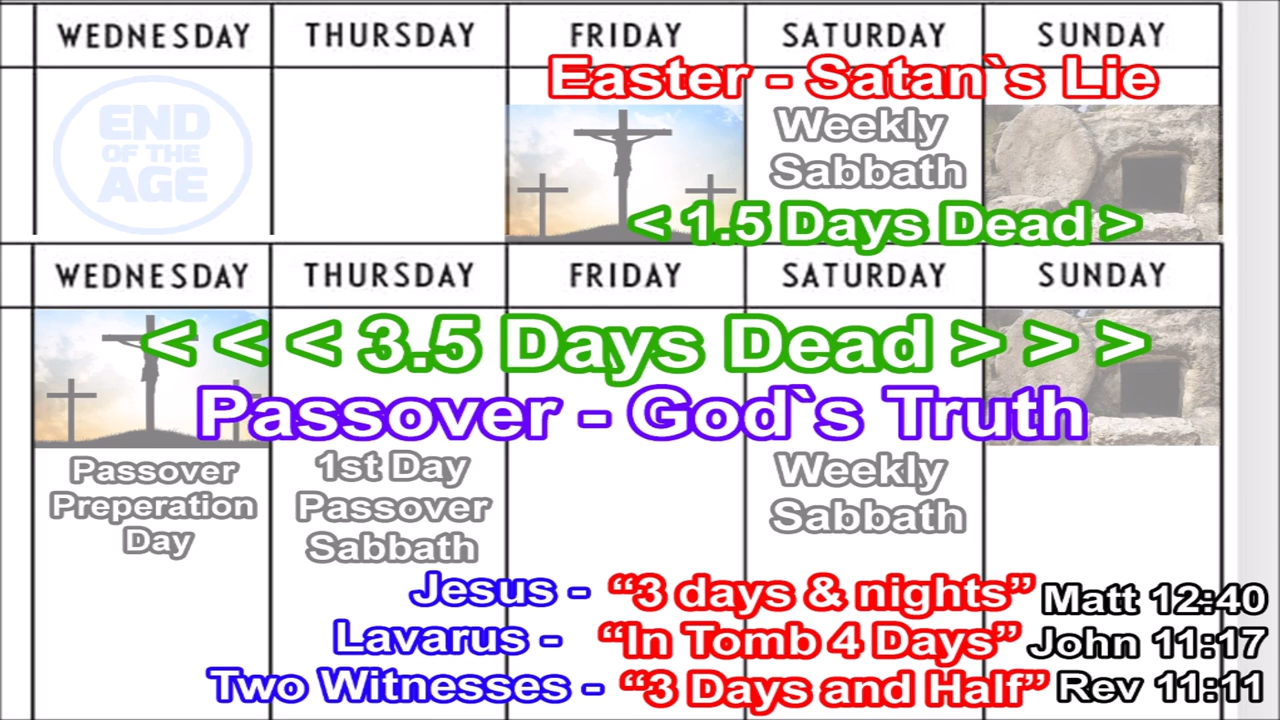 WEDNESDAY THURSDAY FRIDAY SATURDAY SUNDAY
Easter - Satan`s Lie
END
OF THE
AGE
Weekly
Sabbath
< 1.5 Days Dead >
WEDNESDAY THURSDAY FRIDAY SATURDAY SUNDAY
< < < 3.5 Days Dead > > >
Passover - God`s Truth
Passover
Preperation
Day
1st Day
Passover
Sabbath
Weekly
Sabbath
Jesus - “3 days & nights” Matt 12:40
Lavarus - “In Tomb 4 Days” John 11:17
Two Witnesses - “3 Days and Half” Rev 11:11